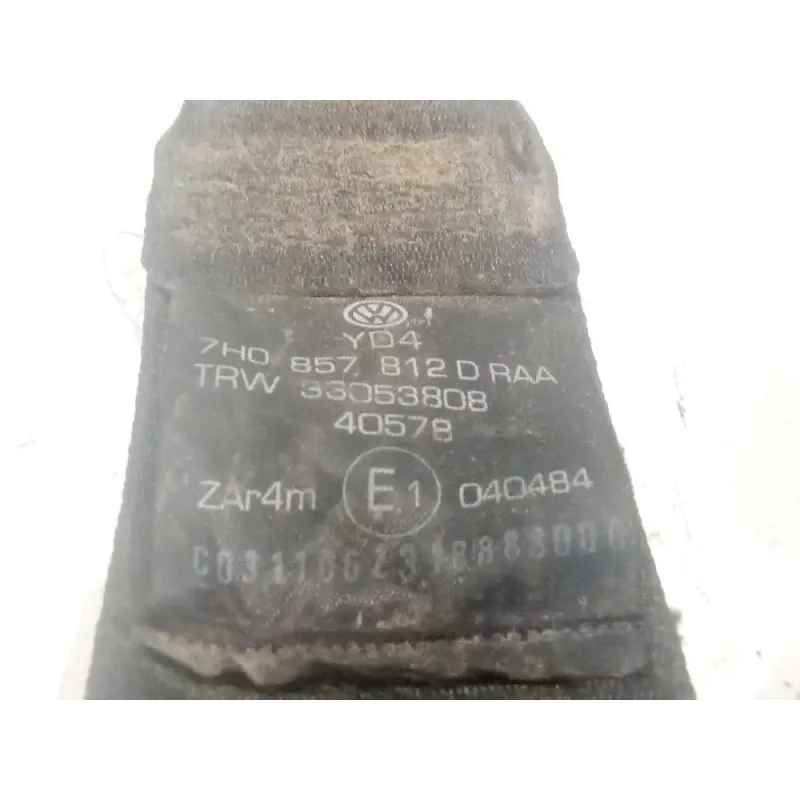 YD4
7H0 857 812 D RAA
TRW 33053808
40578
ZAr4m E1 040484